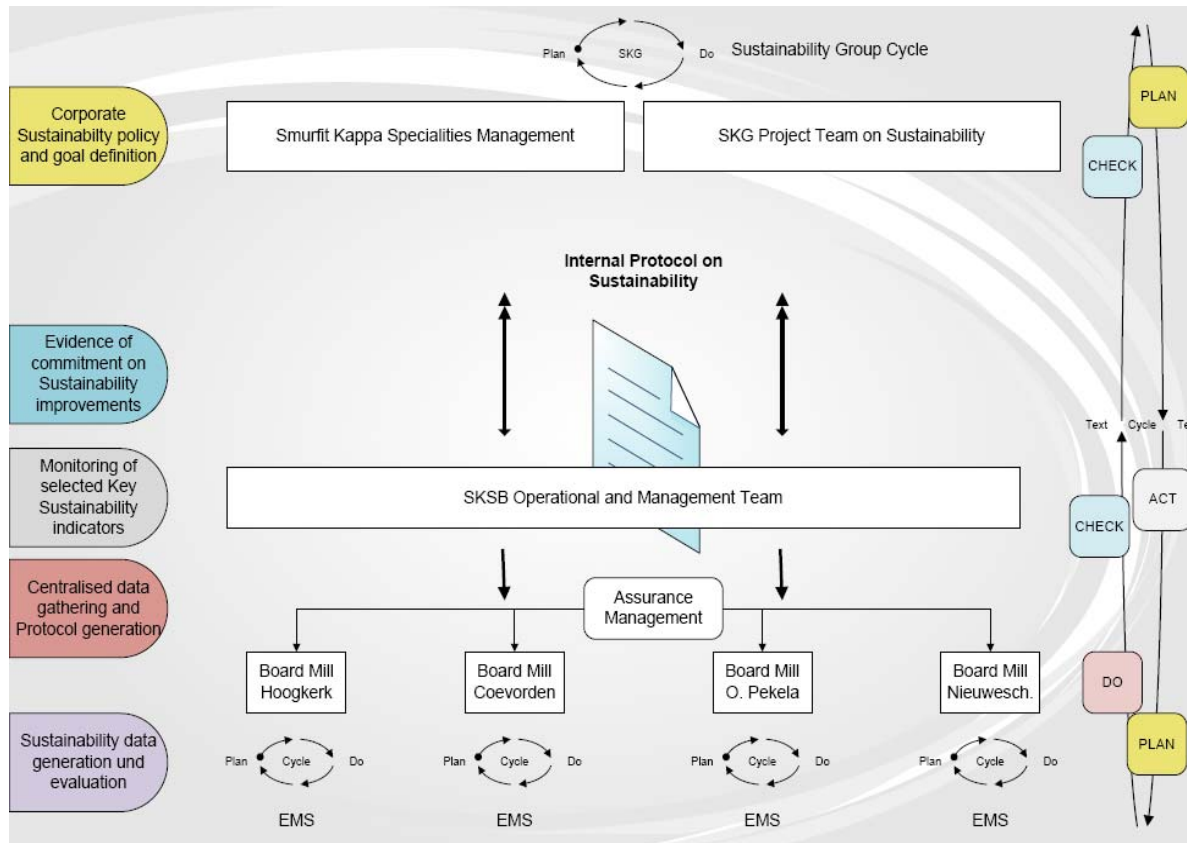 Plan
SKG
Do
Sustainability Group Cycle
Corporate
Sustainabilty policy
and goal definition
Smurfit Kappa Specialities Management
SKG Project Team on Sustainability
PLAN
CHECK
Internal Protocol on
Sustainability
Evidence of
commitment on
Sustainability
improvements
Text
Cycle
Te
Monitoring of
selected Key
Sustainability
indicators
SKSB Operational and Management Team
ACT
CHECK
Centralised data
gathering and
Protocol generation
Assurance
Management
Board Mill
Hoogkerk
Board Mill
Coevorden
Board Mill
O. Pekela
Board Mill
Nieuwesch.
DO
Sustainability data
generation und
evaluation
Plan
Cycle
Do
Plan
Cycle
Do
Plan
Cycle
Do
Plan
Cycle
Do
PLAN
EMS
EMS
EMS
EMS